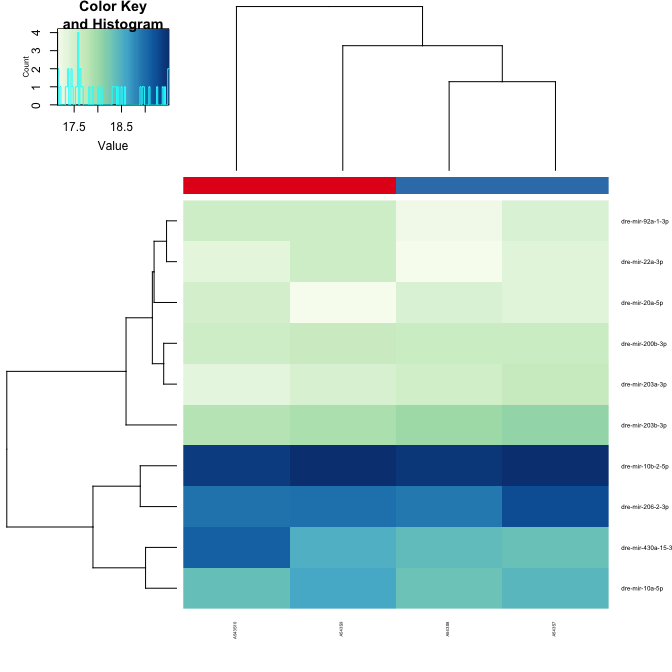 Color Key
and Histogram
Count
0 1 2 3 4
17.5 18.5
Value
dre-mir-92a-1-3p
dre-mir-22a-3p
dre-mir-20a-5p
dre-mir-200b-3p
dre-mir-203a-3p
dre-mir-203b-3p
dre-mir-10b-2-5p
dre-mir-206-2-3p
dre-mir-430a-15-3
dre-mir-10a-5p